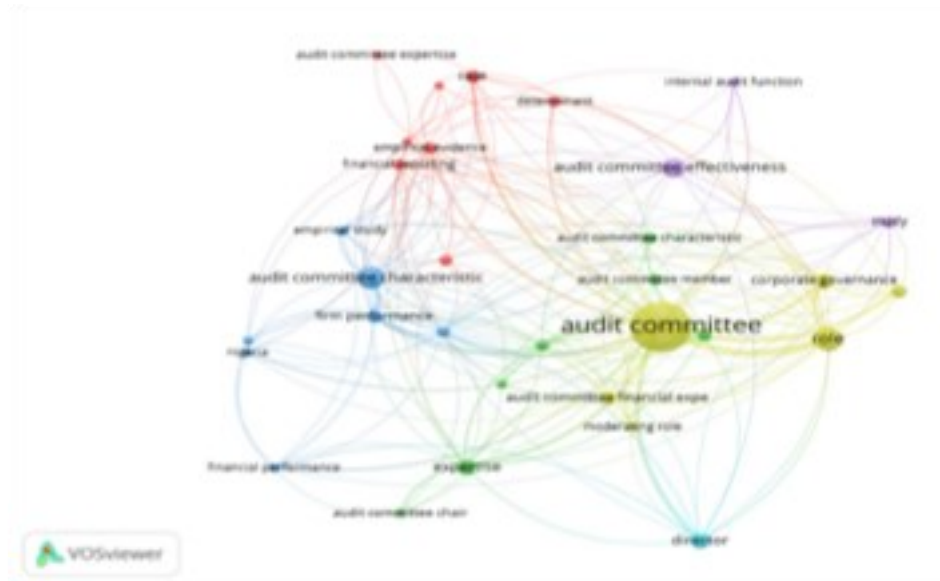 audit committee expertise
internal audit function
determinant
empirical evidence
financial reporting
audit committee effectiveness
empirical study
audit committee characteristic
audit committee characteristic
audit committee member
corporate governance
firm performance
audit committee
role
nigeria
audit committee financial expe
moderating role
financial performance
expertise
audit committee chair
director
VOSviewer